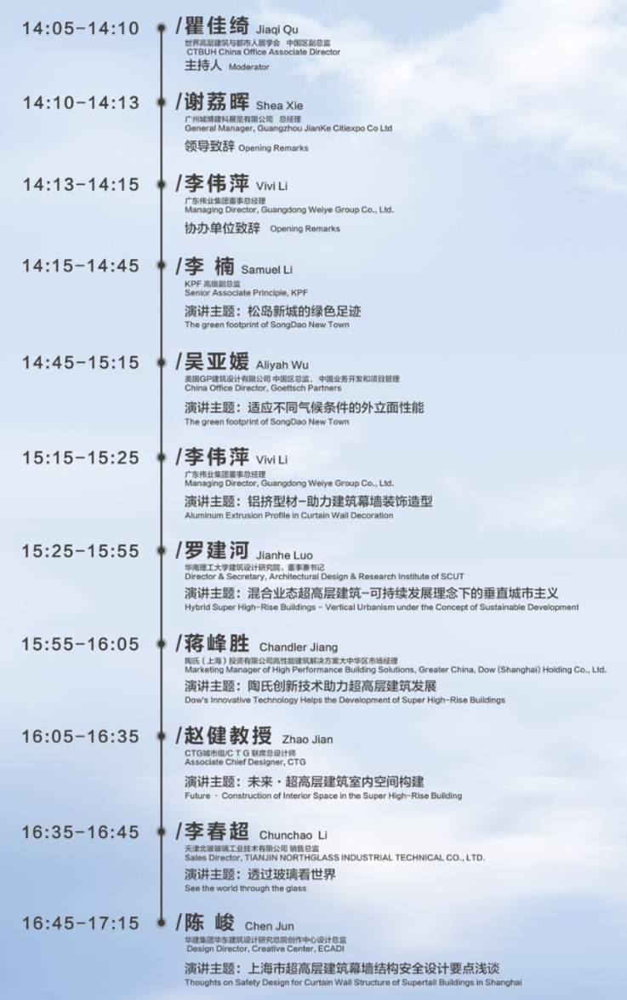 14:05-14:10 /瞿佳绮 Jiaqi Qu
世界高层建筑与都市人居学会 中国区副总监
CTBUH China Office Associate Director
主持人 Moderator
14:10-14:13 /谢荔晖 Shea Xie
广州城博建科展览有限公司 总经理
General Manager, Guangzhou JianKe Citiexpo Co Ltd
领导致辞 Opening Remarks
14:13-14:15 /李伟萍 Vivi Li
广东伟业集团董事总经理
Managing Director, Guangdong Weiye Group Co., Ltd.
协办单位致辞 Opening Remarks
14:15-14:45 /李 楠 Samuel Li
KPF 高级副总监
Senior Associate Principle, KPF
演讲主题：松岛新城的绿色足迹
The green footprint of SongDao New Town
14:45-15:15 /吴亚媛 Aliyah Wu
美国GP建筑设计有限公司 中国区总监，中国业务开发和项目管理
China Office Director, Goettsch Partners
演讲主题：适应不同气候条件的外立面性能
The green footprint of SongDao New Town
15:15-15:25 /李伟萍 Vivi Li
广东伟业集团董事总经理
Managing Director, Guangdong Weiye Group Co., Ltd.
演讲主题：铝挤型材-助力建筑幕墙装饰造型
Aluminum Extrusion Profile in Curtain Wall Decoration
15:25-15:55 /罗建河 Jianhe Luo
华南理工大学建筑设计研究院、董事兼书记
Director & Secretary, Architectural Design & Research Institute of SCUT
演讲主题：混合业态超高层建筑-可持续发展理念下的垂直城市主义
Hybrid Super High-Rise Buildings - Vertical Urbanism under the Concept of Sustainable Development
15:55-16:05 /蒋峰胜 Chandler Jiang
陶氏（上海）投资有限公司高性能建筑解决方案大中华区市场经理
Marketing Manager of High Performance Building Solutions, Greater China, Dow (Shanghai) Holding Co., Ltd.
演讲主题：陶氏创新技术助力超高层建筑发展
Dow's Innovative Technology Helps the Development of Super High-Rise Buildings
16:05-16:35 /赵健教授 Zhao Jian
CTG城市组/C T G 联席总设计师
Associate Chief Designer, CTG
演讲主题：未来·超高层建筑室内空间构建
Future · Construction of Interior Space in the Super High-Rise Building
16:35-16:45 /李春超 Chunchao Li
天津北玻玻璃工业技术有限公司 销售总监
Sales Director, TIANJIN NORTHGLASS INDUSTRIAL TECHNICAL CO., LTD.
演讲主题：透过玻璃看世界
See the world through the glass
16:45-17:15 /陈 峻 Chen Jun
华建集团华东建筑设计研究总院创作中心设计总监
Design Director, Creative Center, ECADI
演讲主题：上海市超高层建筑幕墙结构安全设计要点浅谈
Thoughts on Safety Design for Curtain Wall Structure of Supertall Buildings in Shanghai